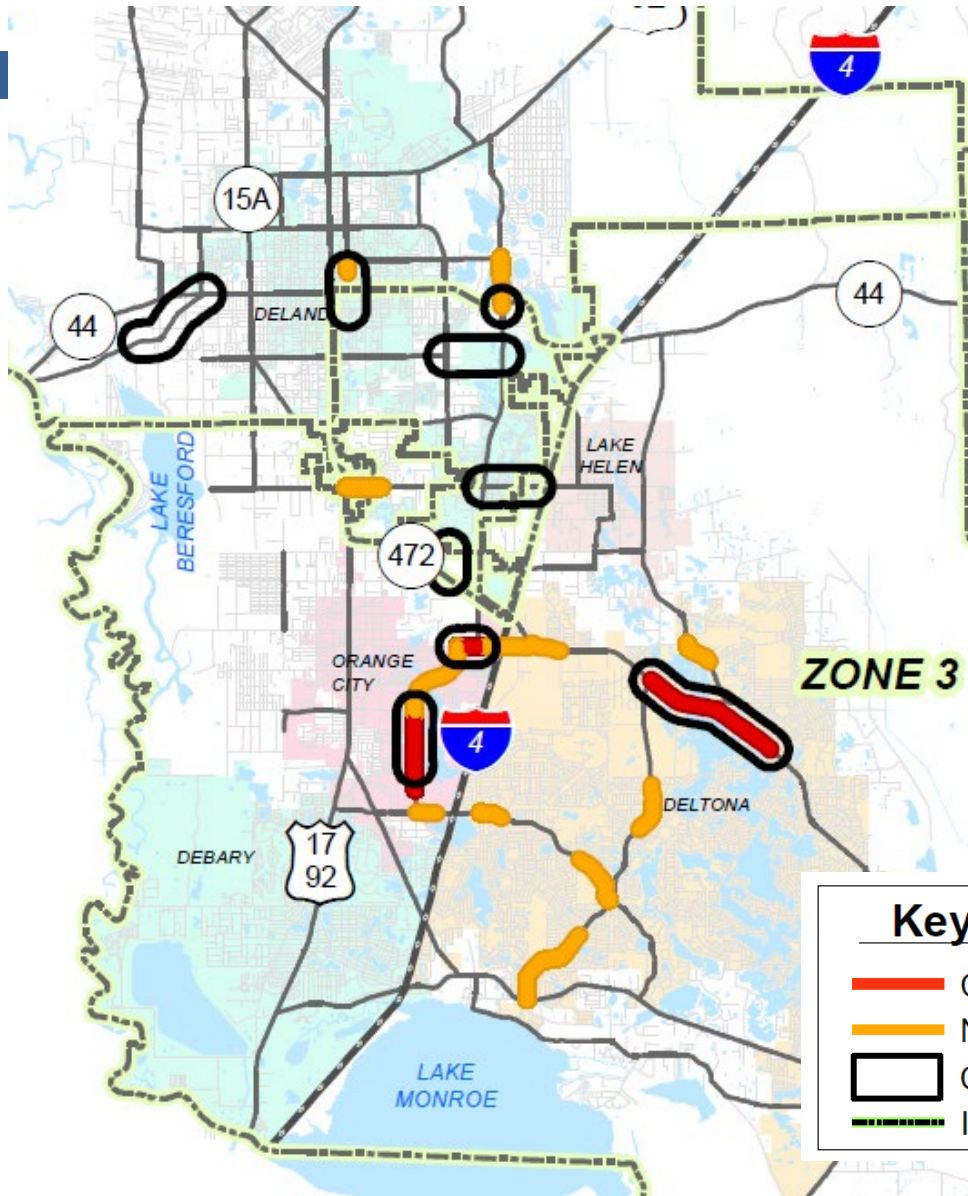 4
15A
44
44
DELAND
LAKE
HELEN
LAKE
BERESFORD
472
ORANGE
CITY
ZONE 3
4
DELTONA
DEBARY
17
92
Key
LAKE
MONROE